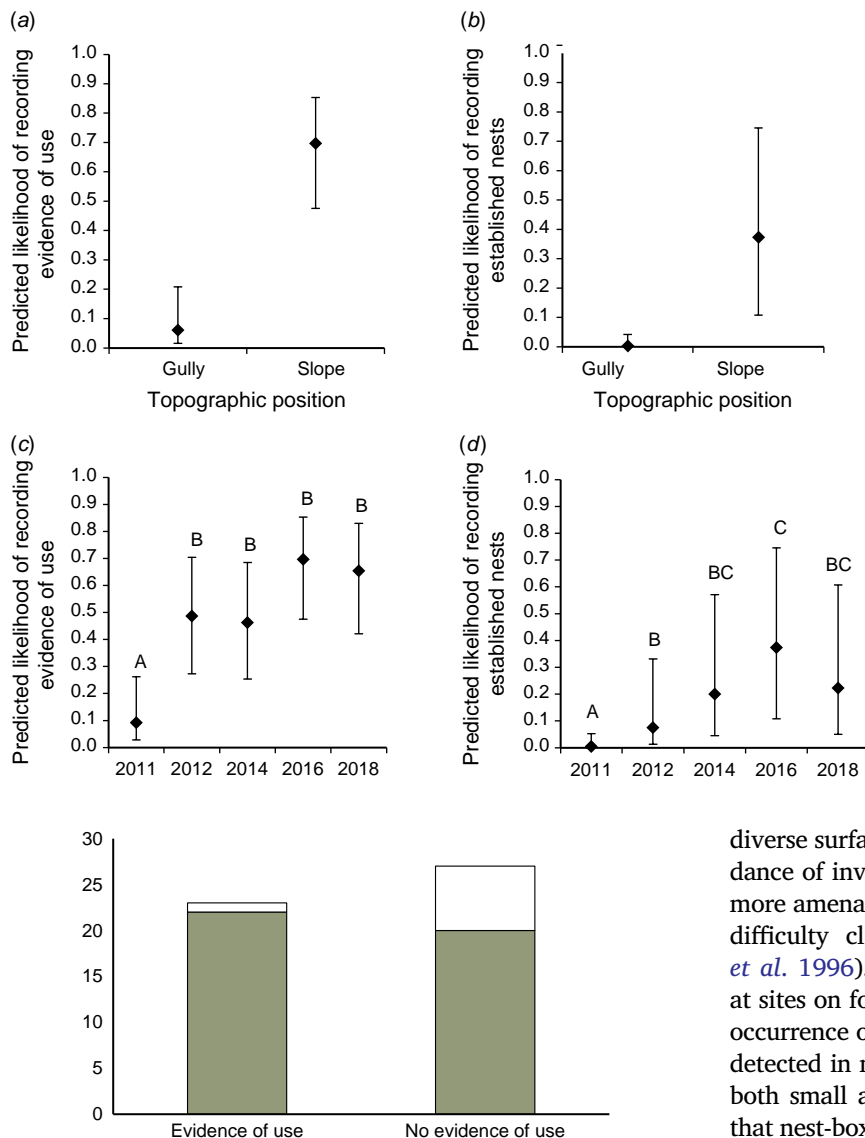 (a)
Predicted likelihood of recording
evidence of use
1.0
0.9
0.8
0.7
0.6
0.5
0.4
0.3
0.2
0.1
0.0
Gully Slope
Topographic position
(b)
Predicted likelihood of recording
established nests
1.0
0.9
0.8
0.7
0.6
0.5
0.4
0.3
0.2
0.1
0.0
Gully Slope
Topographic position
(c)
Predicted likelihood of recording
evidence of use
1.0
0.9
0.8
0.7
0.6
0.5
0.4
0.3
0.2
0.1
0.0
A B B B B
2011 2012 2014 2016 2018
(d)
Predicted likelihood of recording
established nests
1.0
0.9
0.8
0.7
0.6
0.5
0.4
0.3
0.2
0.1
0.0
A B BC C BC
2011 2012 2014 2016 2018
30
25
20
15
10
5
0
Evidence of use No evidence of use
diverse surfa
dance of inv
more amena
difficulty cl
et al. 1996).
at sites on fo
occurrence o
detected in r
both small a
that nest-box